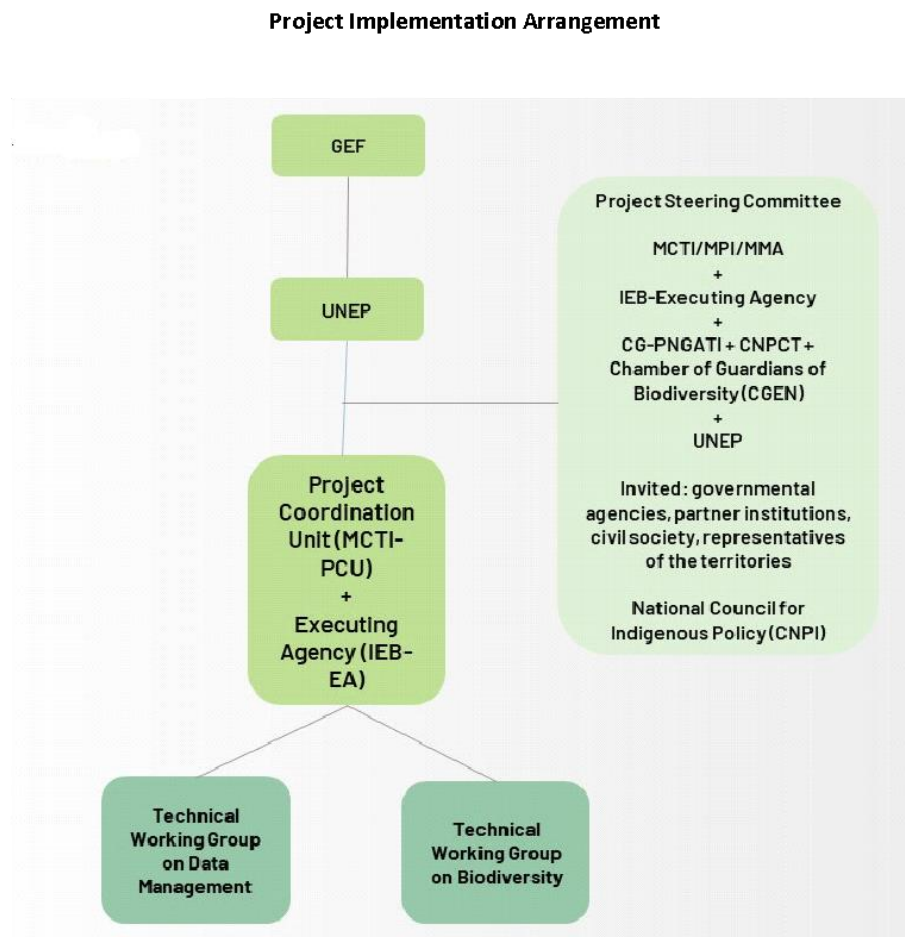 Project Implementation Arrangement
GEF
UNEP
Project Steering Committee
MCTI/MPI/MMA
+
IEB-Executing Agency
+
CG-PNGATI + CNPCT +
Chamber of Guardians of
Biodiversity (CGEN)
+
UNEP
Invited: governmental
agencies, partner institutions,
civil society, representatives
of the territories
National Council for
Indigenous Policy (CNPI)
Project
Coordination
Unit (MCTI-
PCU)
+
Executing
Agency (IEB-
EA)
Technical
Working Group
on Data
Management
Technical
Working Group
on Biodiversity